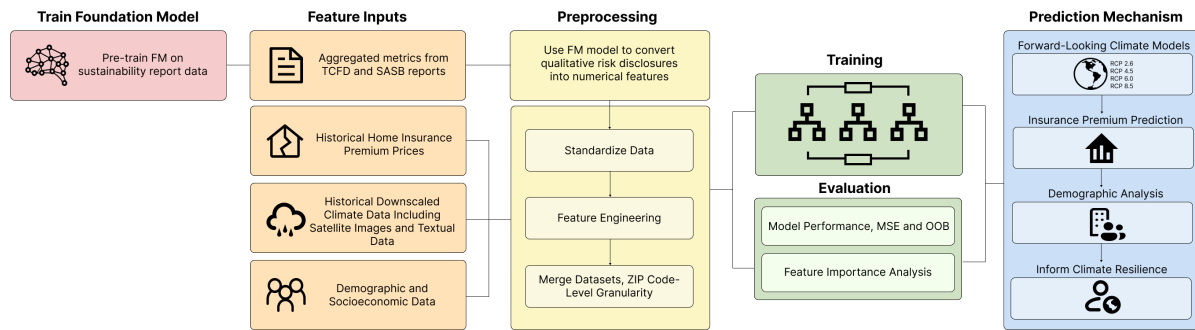 Train Foundation Model
Pre-train FM on
sustainability report data
Feature Inputs
Aggregated metrics from
TCFD and SASB reports
Historical Home Insurance
Premium Prices
Historical Downscaled
Climate Data Including
Satellite Images and Textual
Data
Demographic and
Socioeconomic Data
Preprocessing
Use FM model to convert
qualitative risk disclosures
into numerical features
Standardize Data
Feature Engineering
Merge Datasets, ZIP Code-
Level Granularity
Training
Evaluation
Model Performance, MSE and OOB
Feature Importance Analysis
Prediction Mechanism
Forward-Looking Climate Models
RCP 2.6
RCP 4.5
RCP 6.0
RCP 8.5
Insurance Premium Prediction
Demographic Analysis
Inform Climate Resilience